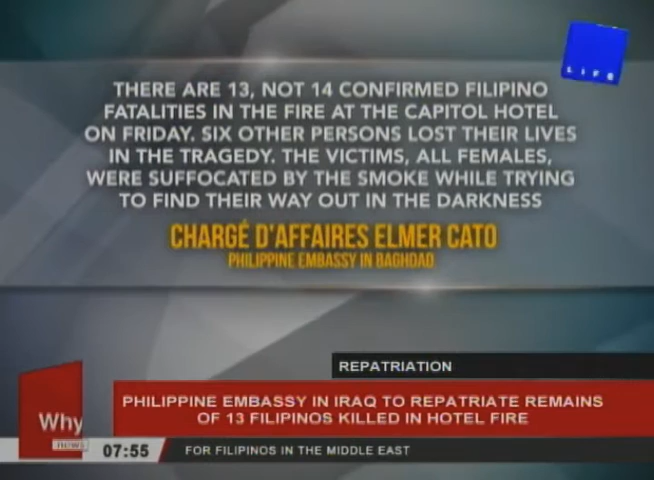 LIFE
THERE ARE 13, NOT 14 CONFIRMED FILIPINO
FATALITIES IN THE FIRE AT THE CAPITOL HOTEL
ON FRIDAY. SIX OTHER PERSONS LOST THEIR LIVES
IN THE TRAGEDY. THE VICTIMS, ALL FEMALES,
WERE SUFFOCATED BY THE SMOKE WHILE TRYING
TO FIND THEIR WAY OUT IN THE DARKNESS
CHARGÉ D'AFFAIRES ELMER CATO
PHILIPPINE EMBASSY IN BAGHDAD
REPATRIATION
PHILIPPINE EMBASSY IN IRAQ TO REPATRIATE REMAINS
OF 13 FILIPINOS KILLED IN HOTEL FIRE
Why
news
07:55
FOR FILIPINOS IN THE MIDDLE EAST